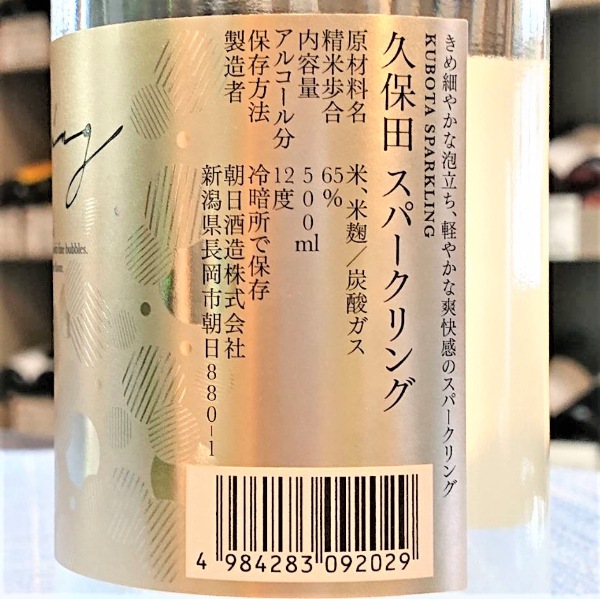 きめ細やかな泡立ち、軽やかな爽快感のスパークリング
KUBOTA SPARKLING
久保田 スパークリング
原材料名 米、米麹／炭酸ガス
精米歩合 65%
内容量 500ml
アルコール分 12度
保存方法 冷暗所で保存
製造者 朝日酒造株式会社
新潟県長岡市朝日880-1
fine bubbles.
4 984283 092029